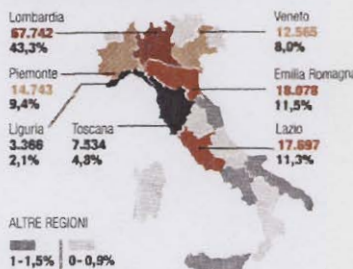 Lombardia
67.742
43,3%
Veneto
12.565
8,0%
Piemonte
14.743
9,4%
Emilia Romagna
18.078
11,5%
Liguria
3.366
2,1%
Toscana
7.534
4,8%
Lazio
17.697
11,3%
ALTRE REGIONI
1-1,5%
0-0,9%